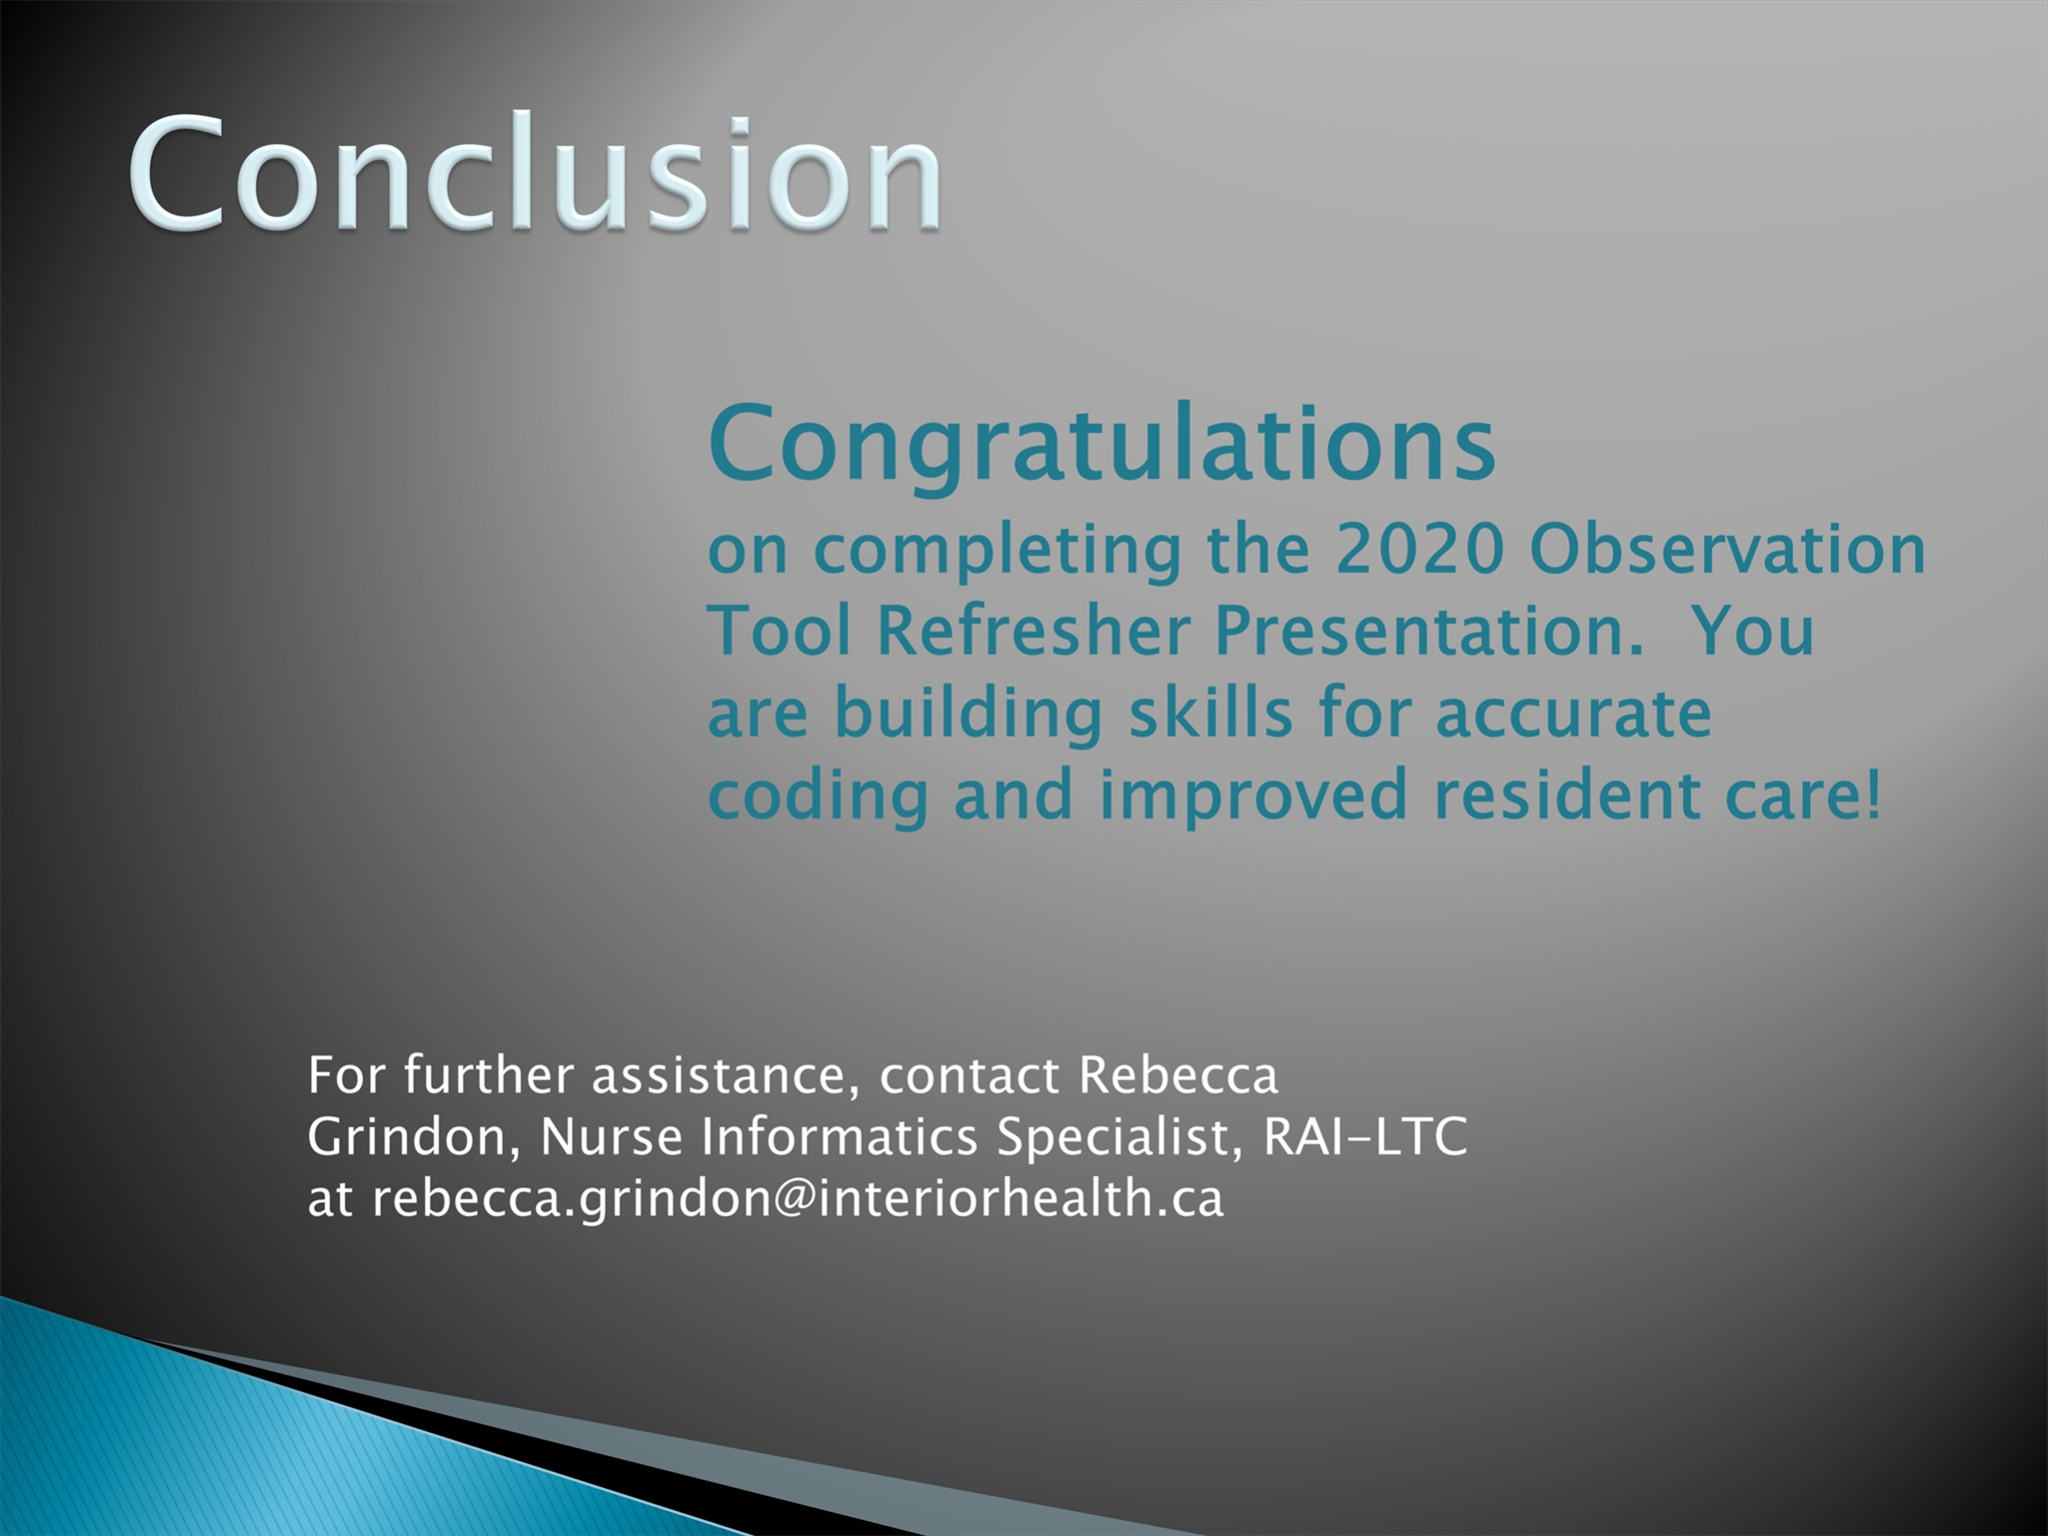 Conclusion
Congratulations
on completing the 2020 Observation
Tool Refresher Presentation.  You
are building skills for accurate
coding and improved resident care!
For further assistance, contact Rebecca
Grindon, Nurse Informatics Specialist, RAI-LTC
at rebecca.grindon@interiorhealth.ca